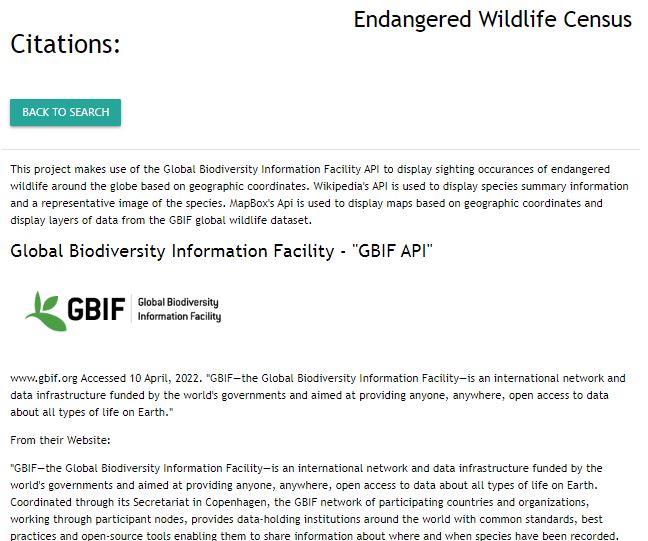 Endangered Wildlife Census
Citations:
BACK TO SEARCH
This project makes use of the Global Biodiversity Information Facility API to display sighting occurances of endangered
wildlife around the globe based on geographic coordinates. Wikipedia's API is used to display species summary information
and a representative image of the species. MapBox's Api is used to display maps based on geographic coordinates and
display layers of data from the GBIF global wildlife dataset.
Global Biodiversity Information Facility - "GBIF API"
GBIF
Global Biodiversity
Information Facility
www.gbif.org Accessed 10 April, 2022. "GBIF—the Global Biodiversity Information Facility—is an international network and
data infrastructure funded by the world's governments and aimed at providing anyone, anywhere, open access to data
about all types of life on Earth."
From their Website:
"GBIF—the Global Biodiversity Information Facility—is an international network and data infrastructure funded by the
world's governments and aimed at providing anyone, anywhere, open access to data about all types of life on Earth.
Coordinated through its Secretariat in Copenhagen, the GBIF network of participating countries and organizations,
working through participant nodes, provides data-holding institutions around the world with common standards, best
practices and open-source tools enabling them to share information about where and when species have been recorded.